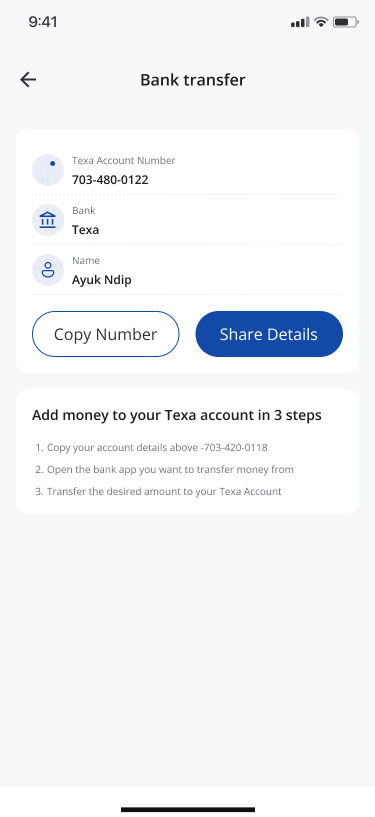 9:41
Bank transfer
Texa Account Number
703-480-0122
Bank
Texa
Name
Ayuk Ndip
Copy Number
Share Details
Add money to your Texa account in 3 steps
1. Copy your account details above -703-420-0118
2. Open the bank app you want to transfer money from
3. Transfer the desired amount to your Texa Account